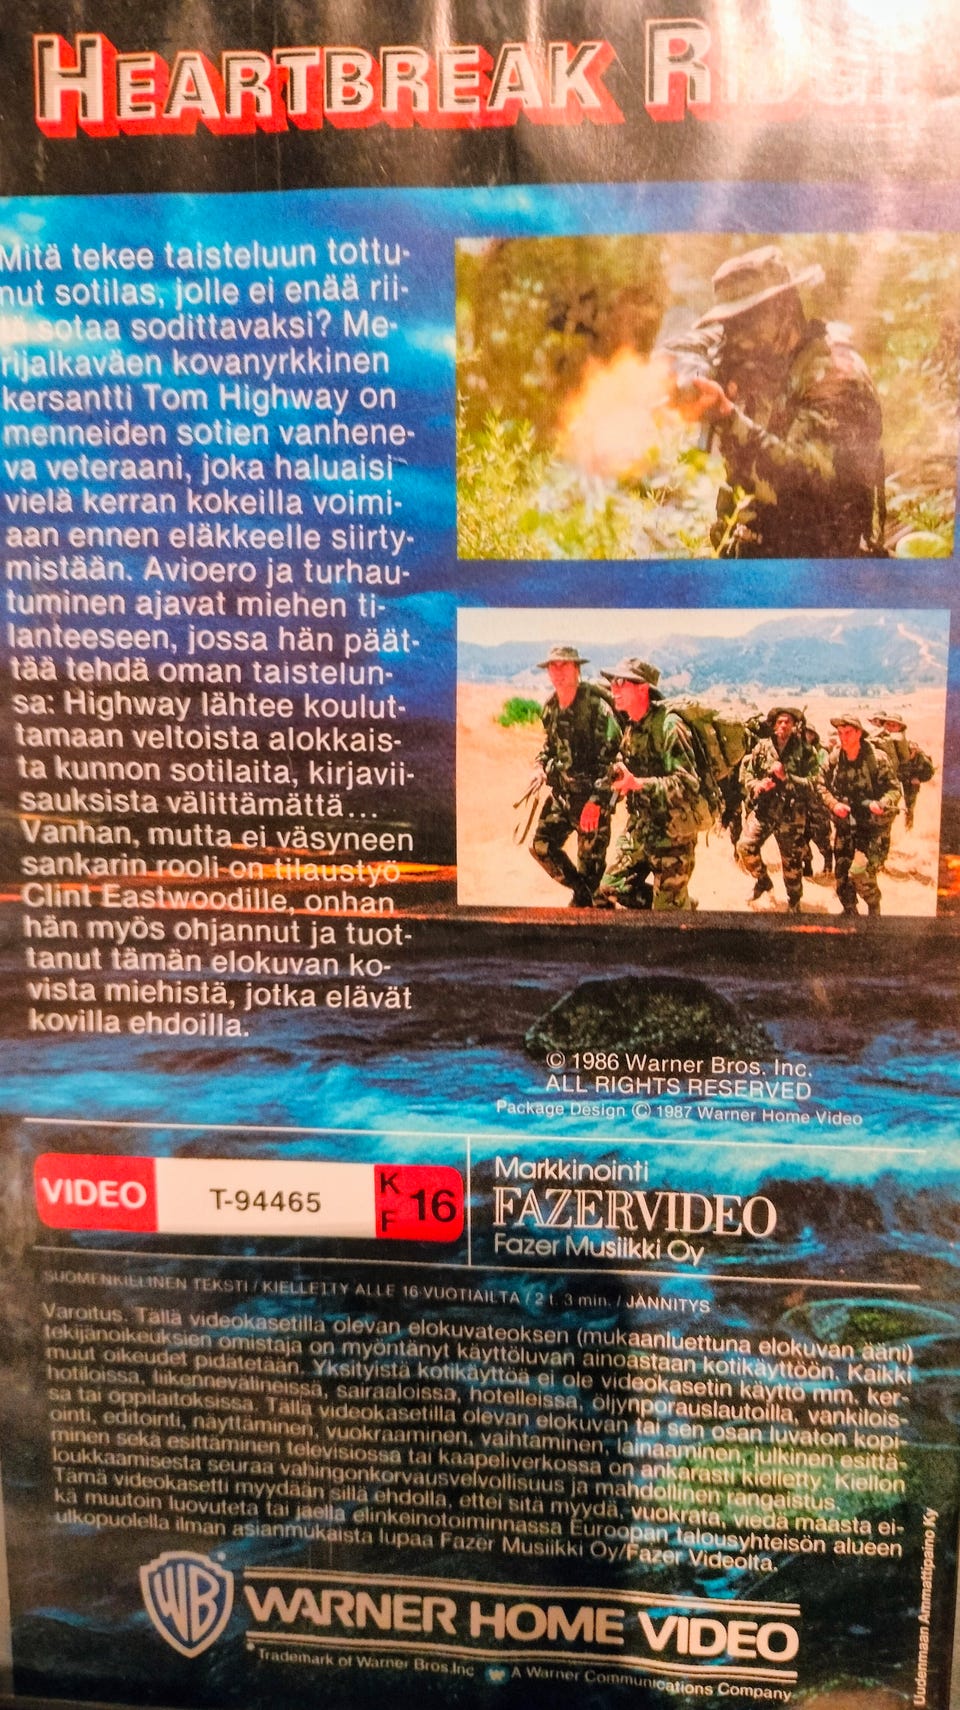 HEARTBREAK RIDGE
Mitä tekee taisteluun tottu-
nut sotilas, jolle ei enää rii-
tä sotaa sodittavaksi? Me-
rijalkaväen kovanyrkkinen
kersantti Tom Highway on
menneiden sotien vanhene-
va veteraani, joka haluaisi
vielä kerran kokeilla voimi-
aan ennen eläkkeelle siirty-
mistään. Avioero ja turhau-
tuminen ajavat miehen ti-
lanteeseen, jossa hän päät-
tää tehdä oman taistelun-
sa: Highway lähtee koulut-
tamaan veltoista alokkais-
ta kunnon sotilaita, kirjavii-
sauksista välittämättä...
Vanhan, mutta ei väsyneen
sankarin rooli on tilaustyö
Clint Eastwoodille, onhan
hän myös ohjannut ja tuot-
tanut tämän elokuvan ko-
vista miehistä, jotka elävät
kovilla ehdoilla.
© 1986 Warner Bros. Inc.
ALL RIGHTS RESERVED
Package Design © 1987 Warner Home Video
VIDEO T-94465 K F 16
Markkinointi
FAZERVIDEO
Fazer Musiikki Oy
SUOMENKIELINEN TEKSTI / KIELLETTY ALLE 16-VUOTIAILTA / 2 t. 3 min. / JÄNNITYS
Varoitus. Tällä videokasetilla olevan elokuvateoksen (mukaanluettuna elokuvan ääni)
tekijänoikeuksien omistaja on myöntänyt käyttöluvan ainoastaan kotikäyttöön. Kaikki
muut oikeudet pidätetään. Yksityistä kotikäyttöä ei ole videokasetin käyttö mm. ker-
hotiloissa, liikennevälineissä, sairaaloissa, hotelleissa, öljynporauslautoilla, vankilois-
sa tai oppilaitoksissa. Tällä videokasetilla olevan elokuvan tai sen osan luvaton kopi-
ointi, editointi, näyttäminen, vuokraaminen, vaihtaminen, lainaaminen, julkinen esittä-
minen sekä esittäminen televisiossa tai kaapeliverkossa on ankarasti kielletty. Kiellon
loukkaamisesta seuraa vahingonkorvausvelvollisuus ja mahdollinen rangaistus.
Tämä videokasetti myydään sillä ehdolla, ettei sitä myydä, vuokrata, viedä maasta ei-
kä muutoin luovuteta tai jaella elinkeinotoiminnassa Euroopan talousyhteisön alueen
ulkopuolella ilman asianmukaista lupaa Fazer Musiikki Oy/Fazer Videolta.
WB WARNER HOME VIDEO
Trademark of Warner Bros.Inc A Warner Communications Company
Uudenmaan Ammattipaino Ky